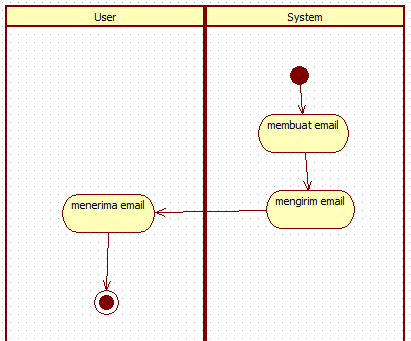 User
System
membuat email
mengirim email
menerima email